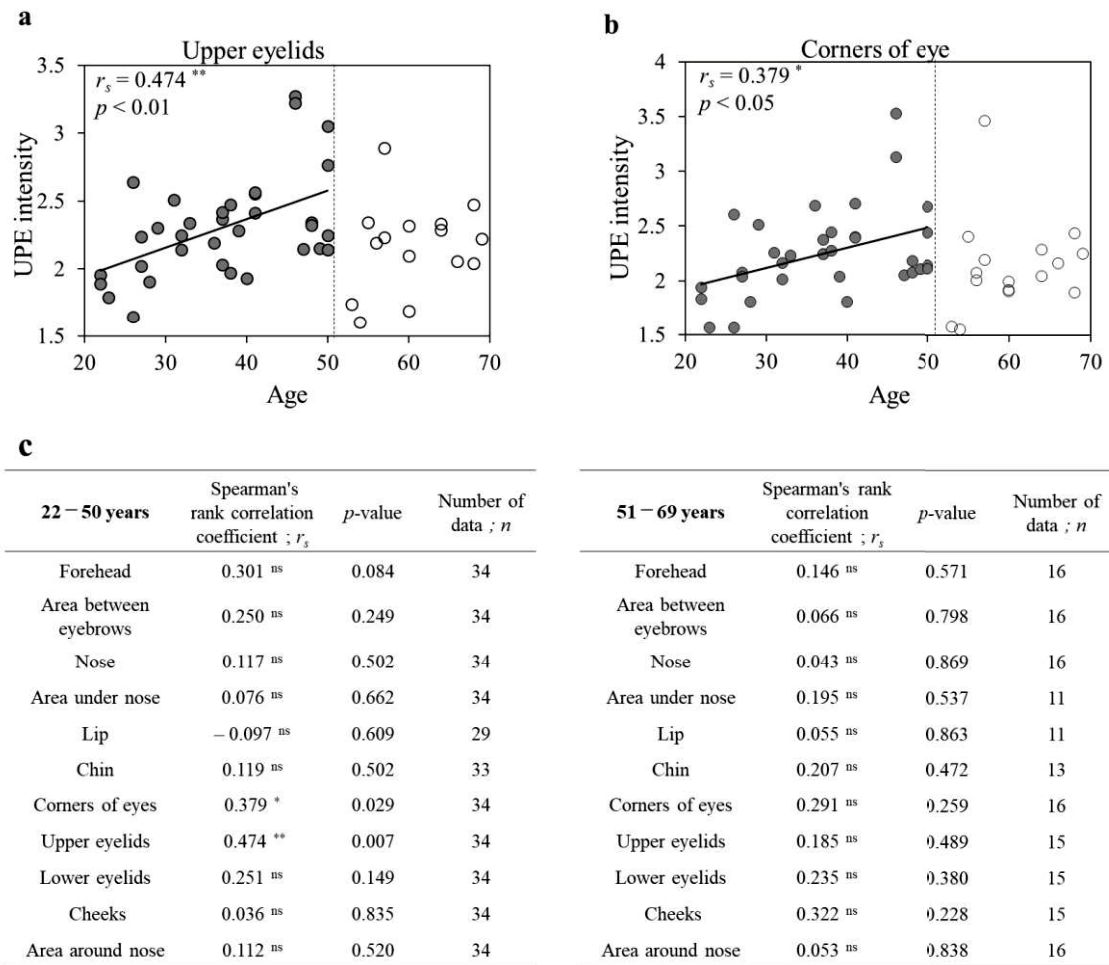 a
Upper eyelids
r_s = 0.474 **
p < 0.01
3.5
3
2.5
2
1.5
UPE intensity
20 30 40 50 60 70
Age
b
Corners of eye
r_s = 0.379 *
p < 0.05
4
3.5
3
2.5
2
1.5
UPE intensity
20 30 40 50 60 70
Age
c
22−50 years
Spearman's
rank correlation
coefficient ; r_s
p-value
Number of
data ; n
Forehead 0.301 ns 0.084 34
Area between
eyebrows 0.250 ns 0.249 34
Nose 0.117 ns 0.502 34
Area under nose 0.076 ns 0.662 34
Lip −0.097 ns 0.609 29
Chin 0.119 ns 0.502 33
Corners of eyes 0.379 * 0.029 34
Upper eyelids 0.474 ** 0.007 34
Lower eyelids 0.251 ns 0.149 34
Cheeks 0.036 ns 0.835 34
Area around nose 0.112 ns 0.520 34
51−69 years
Spearman's rank
correlation
coefficient ; r_s
p-value
Number of
data ; n
Forehead 0.146 ns 0.571 16
Area between
eyebrows 0.066 ns 0.798 16
Nose 0.043 ns 0.869 16
Area under nose 0.195 ns 0.537 11
Lip 0.055 ns 0.863 11
Chin 0.207 ns 0.472 13
Corners of eyes 0.291 ns 0.259 16
Upper eyelids 0.185 ns 0.489 15
Lower eyelids 0.235 ns 0.380 15
Cheeks 0.322 ns 0.228 15
Area around nose 0.053 ns 0.838 16